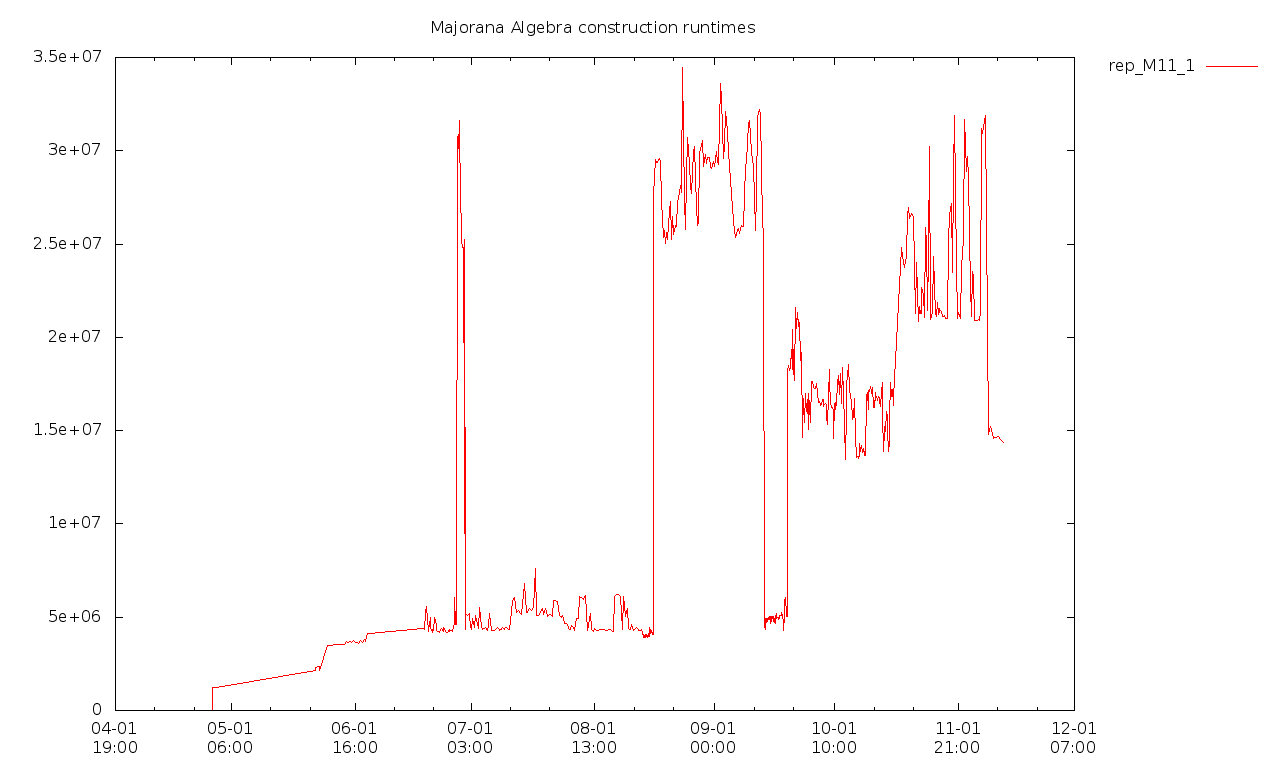 Majorana Algebra construction runtimes
rep_M11_1
3.5e+07
3e+07
2.5e+07
2e+07
1.5e+07
1e+07
5e+06
0
04-01 05-01 06-01 07-01 08-01 09-01 10-01 11-01 12-01
19:00 06:00 16:00 03:00 13:00 00:00 10:00 21:00 07:00